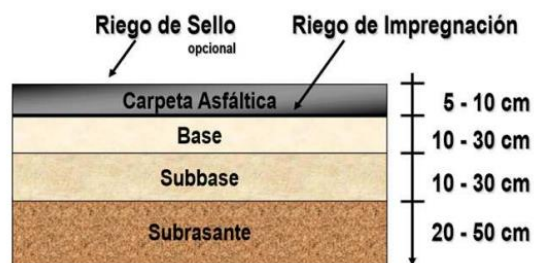 Riego de Sello
opcional
Riego de Impregnación
Carpeta Asfáltica
5 - 10 cm
Base
10 - 30 cm
Subbase
10 - 30 cm
Subrasante
20 - 50 cm